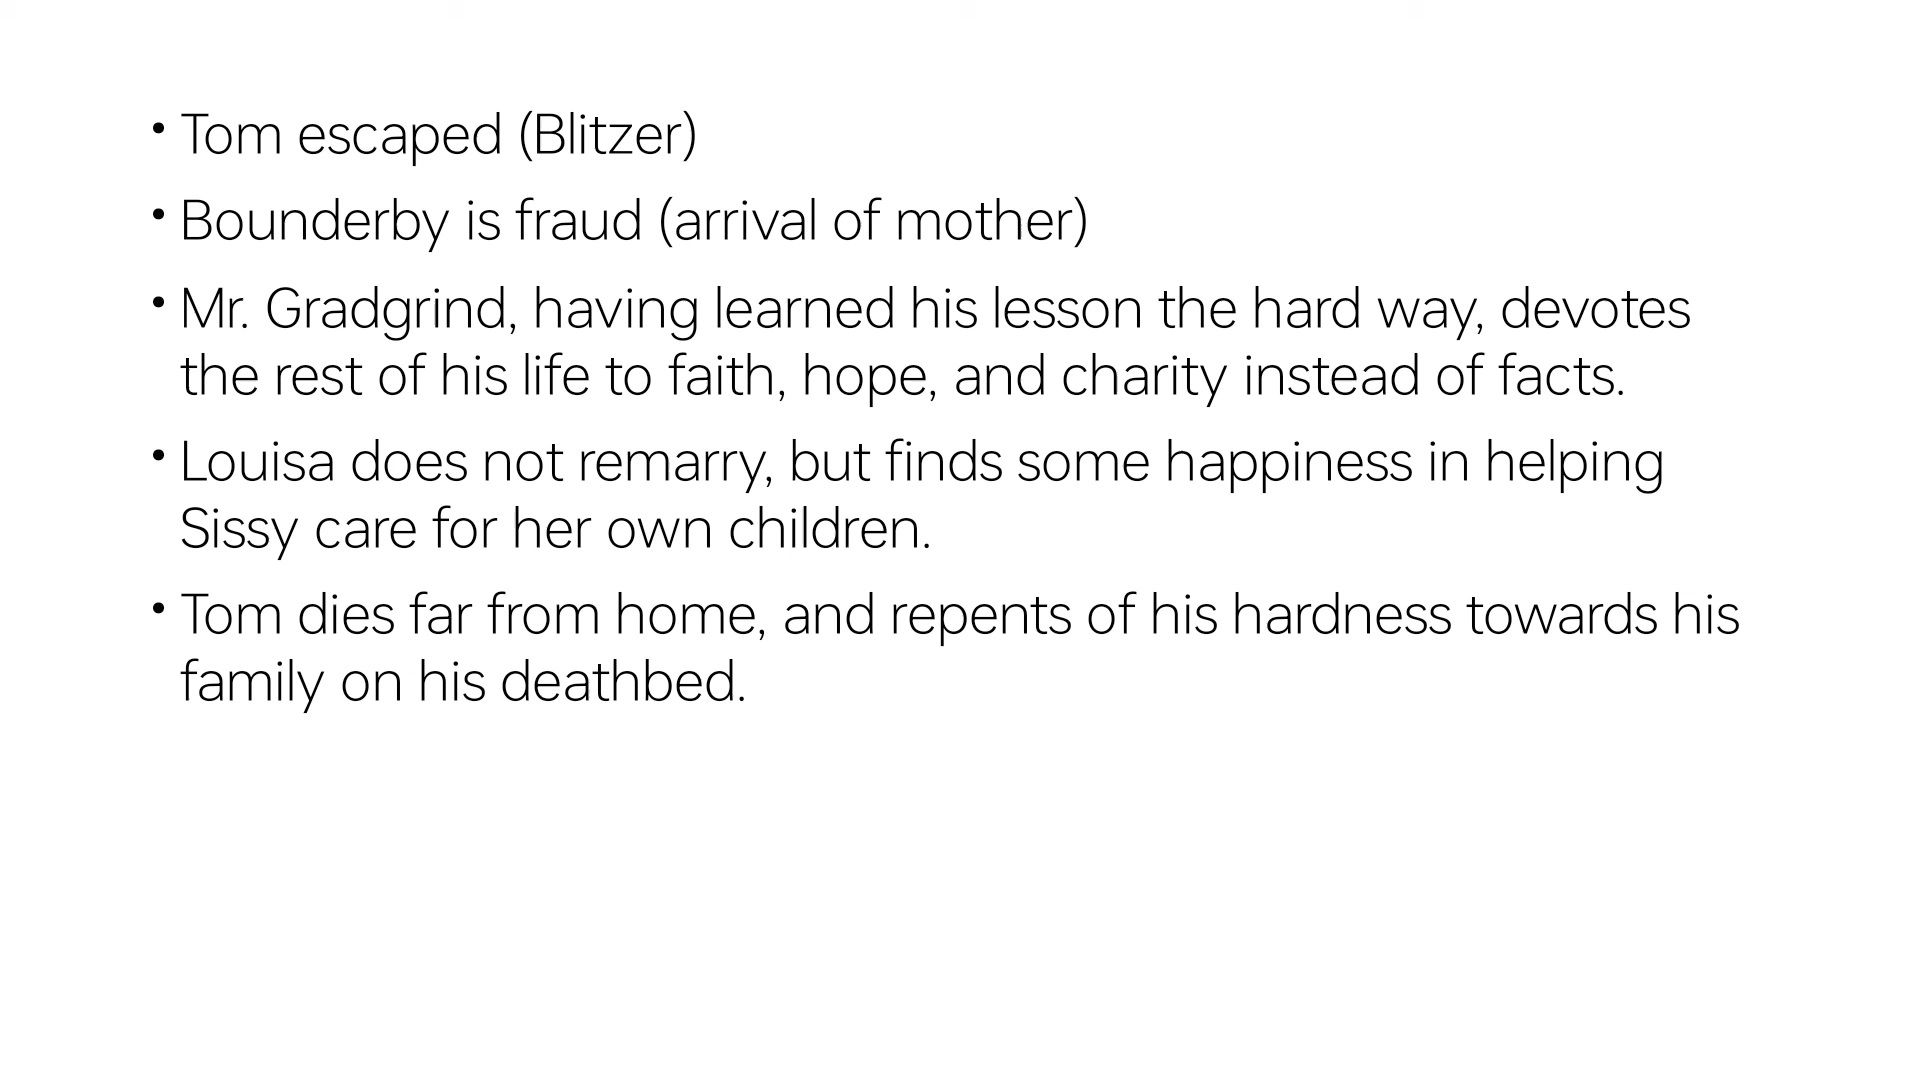 • Tom escaped (Blitzer)
• Bounderby is fraud (arrival of mother)
• Mr. Gradgrind, having learned his lesson the hard way, devotes
the rest of his life to faith, hope, and charity instead of facts.
• Louisa does not remarry, but finds some happiness in helping
Sissy care for her own children.
• Tom dies far from home, and repents of his hardness towards his
family on his deathbed.